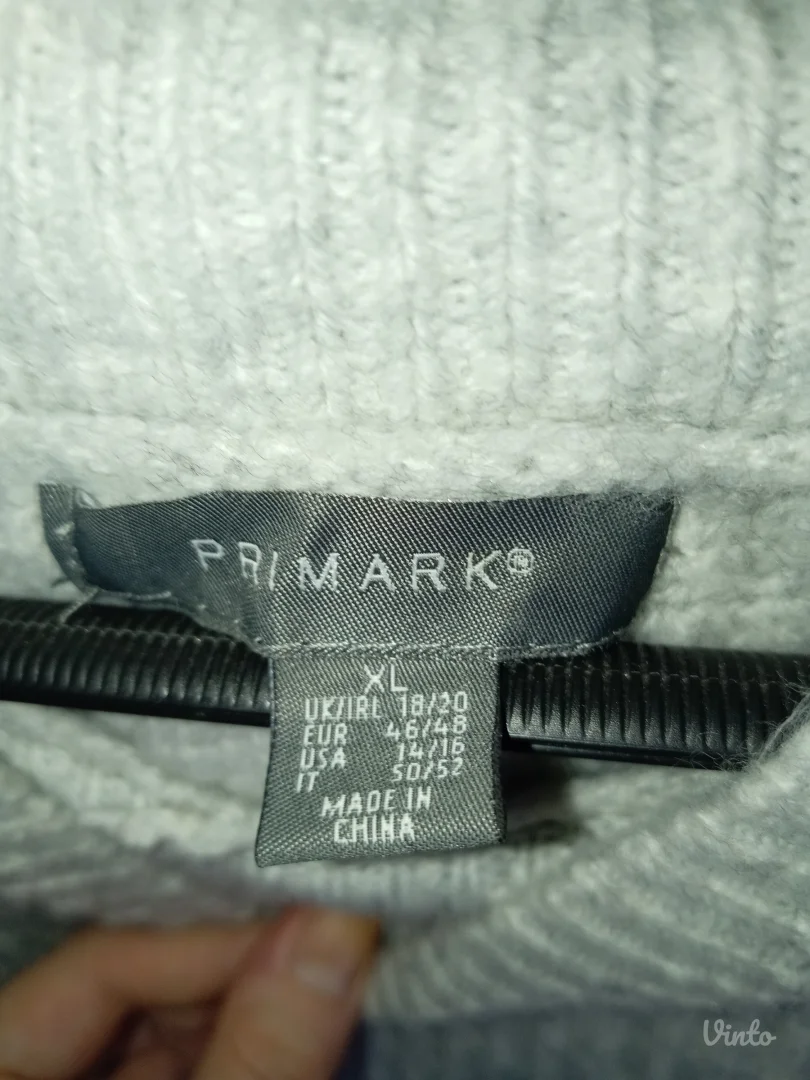 PRIMARK®
XL
UK/IRL 18/20
EUR 46/48
USA 14/16
IT 50/52
MADE IN
CHINA
Vinto